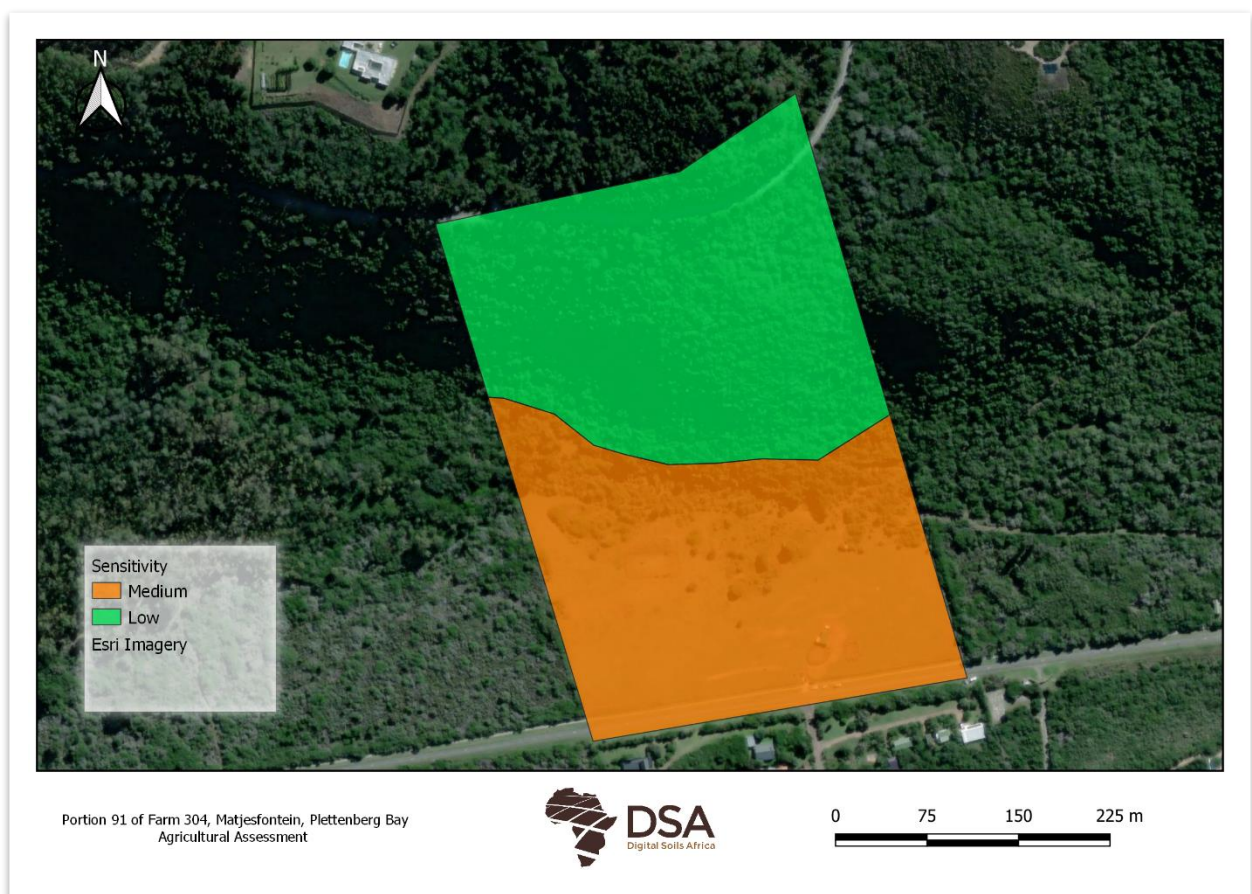 N
Sensitivity
Medium
Low
Esri Imagery
Portion 91 of Farm 304, Matjesfontein, Plettenberg Bay
Agricultural Assessment
DSA
Digital Soils Africa
0 75 150 225 m